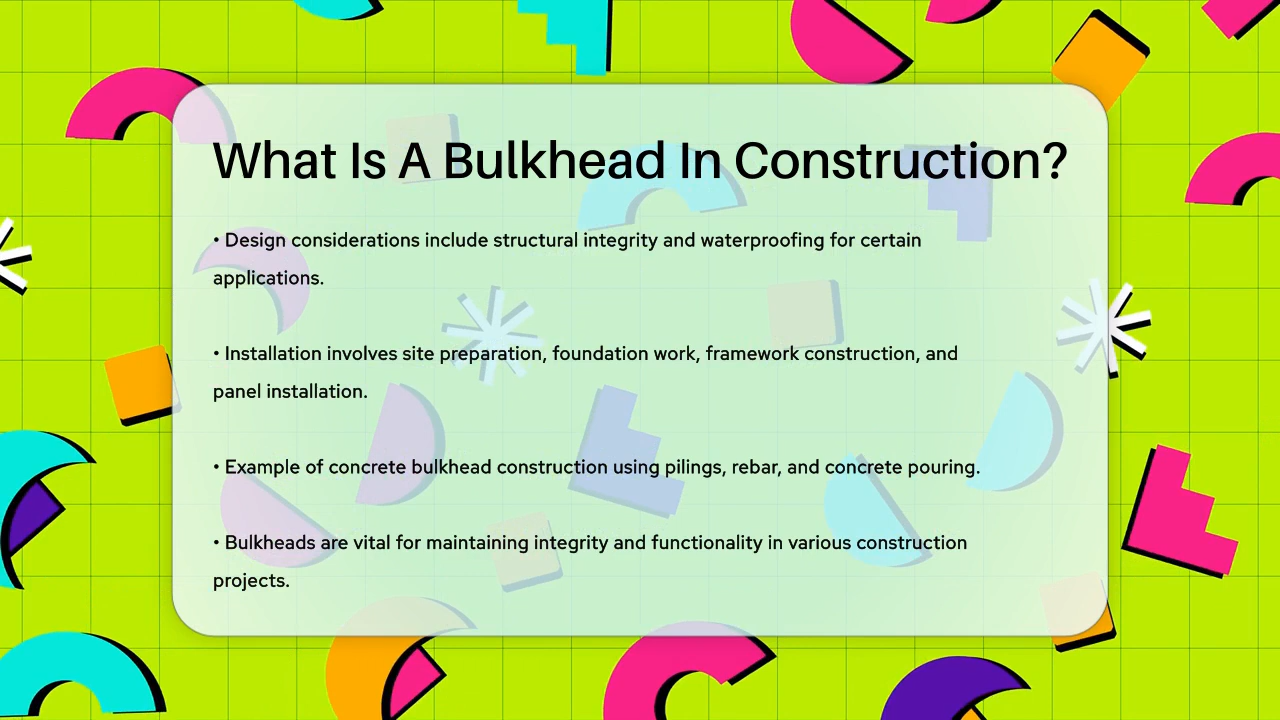 What Is A Bulkhead In Construction?
• Design considerations include structural integrity and waterproofing for certain
applications.
• Installation involves site preparation, foundation work, framework construction, and
panel installation.
• Example of concrete bulkhead construction using pilings, rebar, and concrete pouring.
• Bulkheads are vital for maintaining integrity and functionality in various construction
projects.